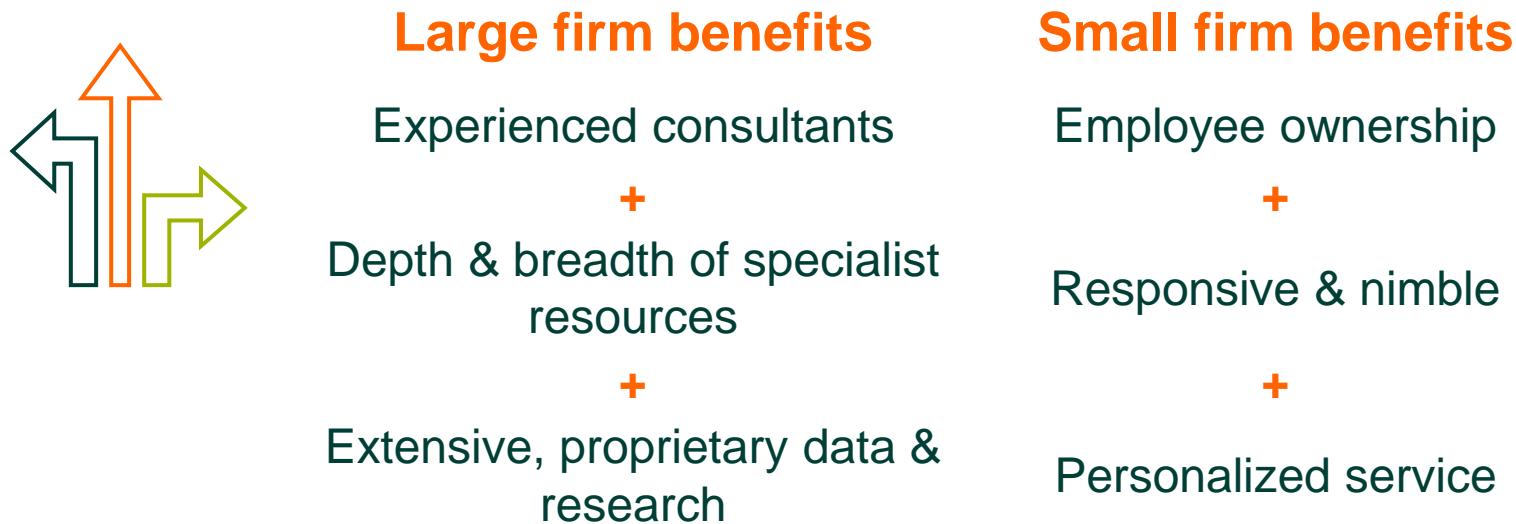 Large firm benefits
Experienced consultants
+
Depth & breadth of specialist
resources
+
Extensive, proprietary data &
research
Small firm benefits
Employee ownership
+
Responsive & nimble
+
Personalized service